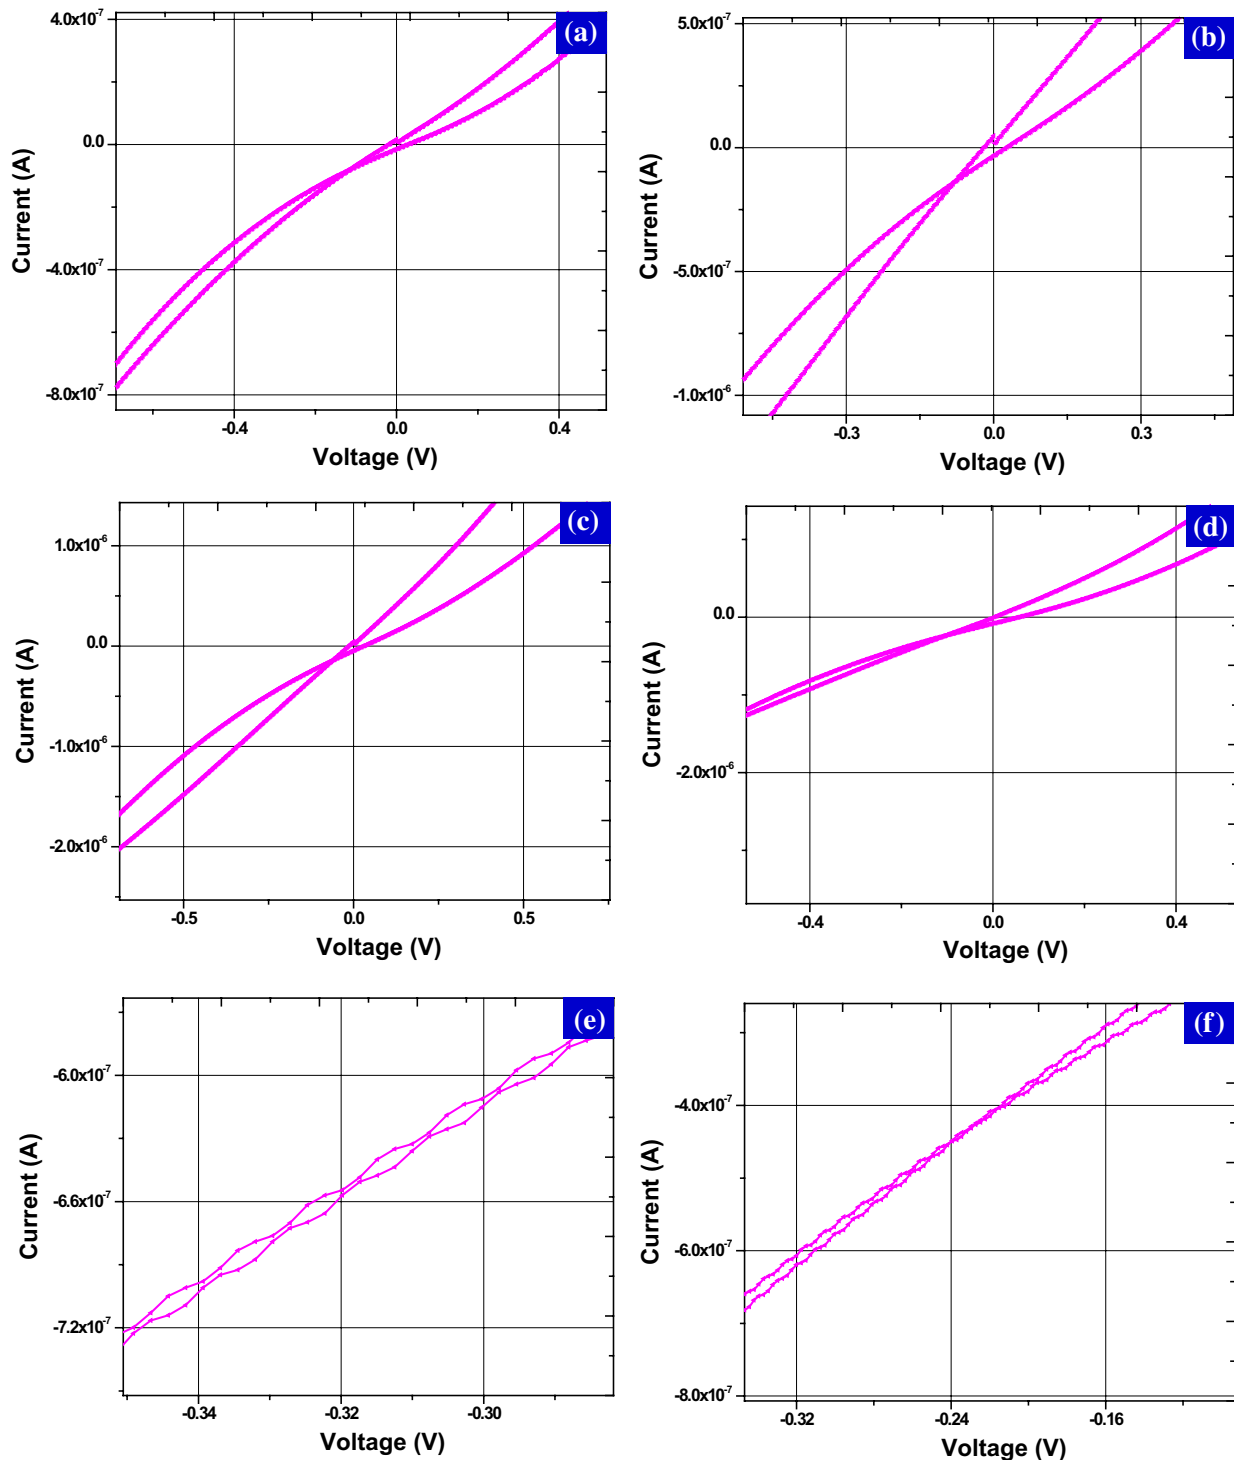 4.0x10⁻⁷
(a)
0.0
-4.0x10⁻⁷
-8.0x10⁻⁷
Current (A)
-0.4 0.0 0.4
Voltage (V)
5.0x10⁻⁷
(b)
0.0
-5.0x10⁻⁷
-1.0x10⁻⁶
Current (A)
-0.3 0.0 0.3
Voltage (V)
(c)
1.0x10⁻⁶
0.0
-1.0x10⁻⁶
-2.0x10⁻⁶
Current (A)
-0.5 0.0 0.5
Voltage (V)
(d)
0.0
-2.0x10⁻⁶
Current (A)
-0.4 0.0 0.4
Voltage (V)
(e)
-6.0x10⁻⁷
-6.6x10⁻⁷
-7.2x10⁻⁷
Current (A)
-0.34 -0.32 -0.30
Voltage (V)
(f)
-4.0x10⁻⁷
-6.0x10⁻⁷
-8.0x10⁻⁷
Current (A)
-0.32 -0.24 -0.16
Voltage (V)